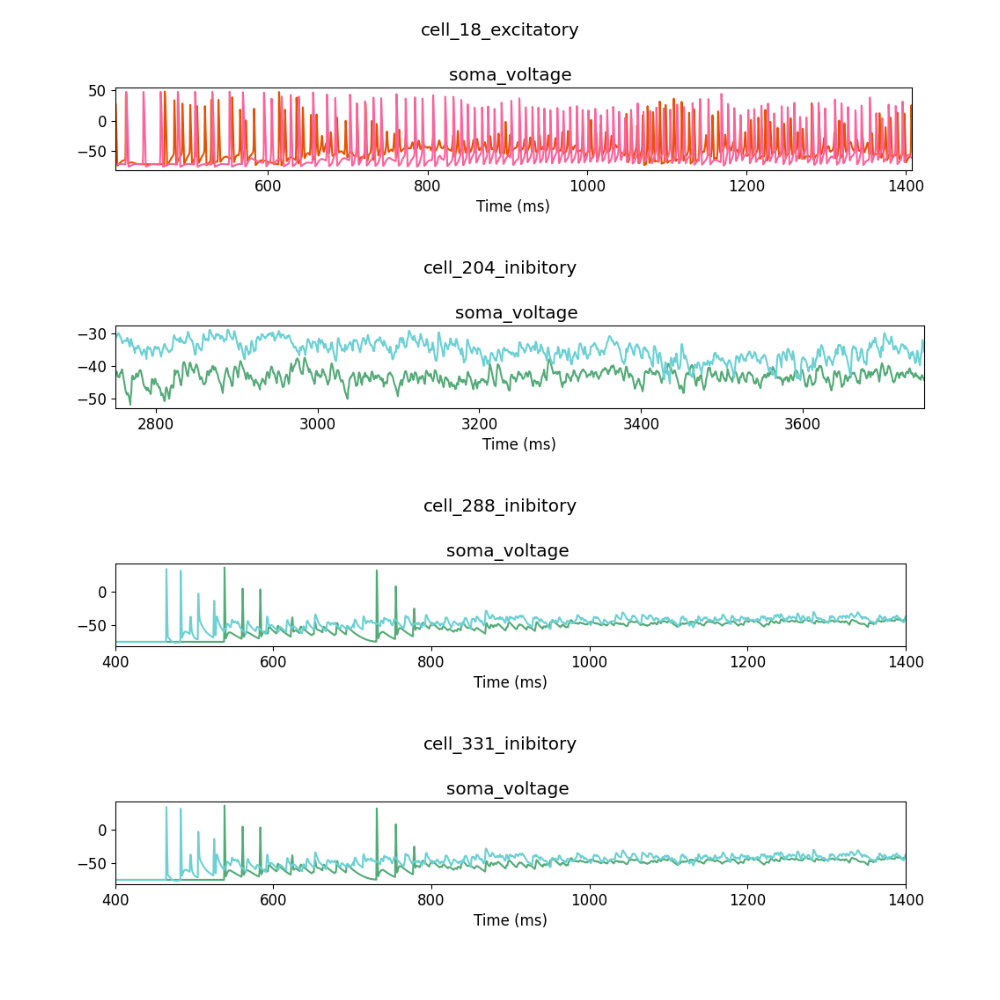 cell_18_excitatory
soma_voltage
50
0
−50
600 800 1000 1200 1400
Time (ms)
cell_204_inibitory
soma_voltage
−30
−40
−50
2800 3000 3200 3400 3600
Time (ms)
cell_288_inibitory
soma_voltage
0
−50
400 600 800 1000 1200 1400
Time (ms)
cell_331_inibitory
soma_voltage
0
−50
400 600 800 1000 1200 1400
Time (ms)